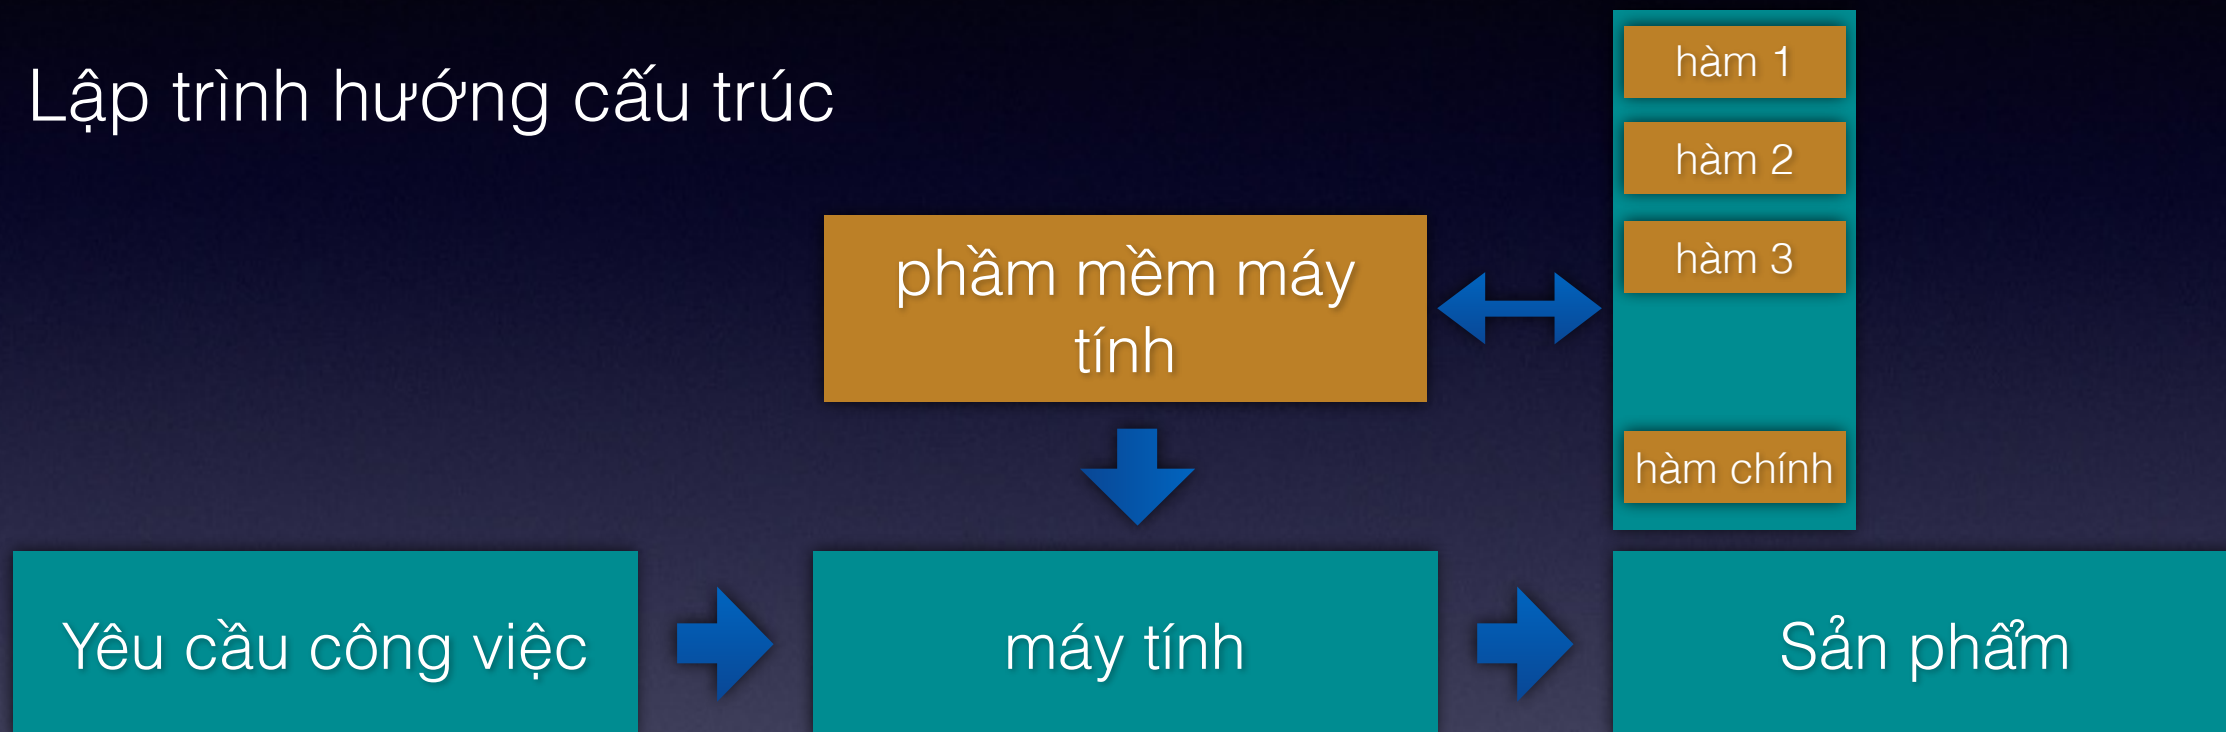 Lập trình hướng cấu trúc
hàm 1
hàm 2
hàm 3
hàm chính
phầm mềm máy
tính
Yêu cầu công việc
máy tính
Sản phẩm